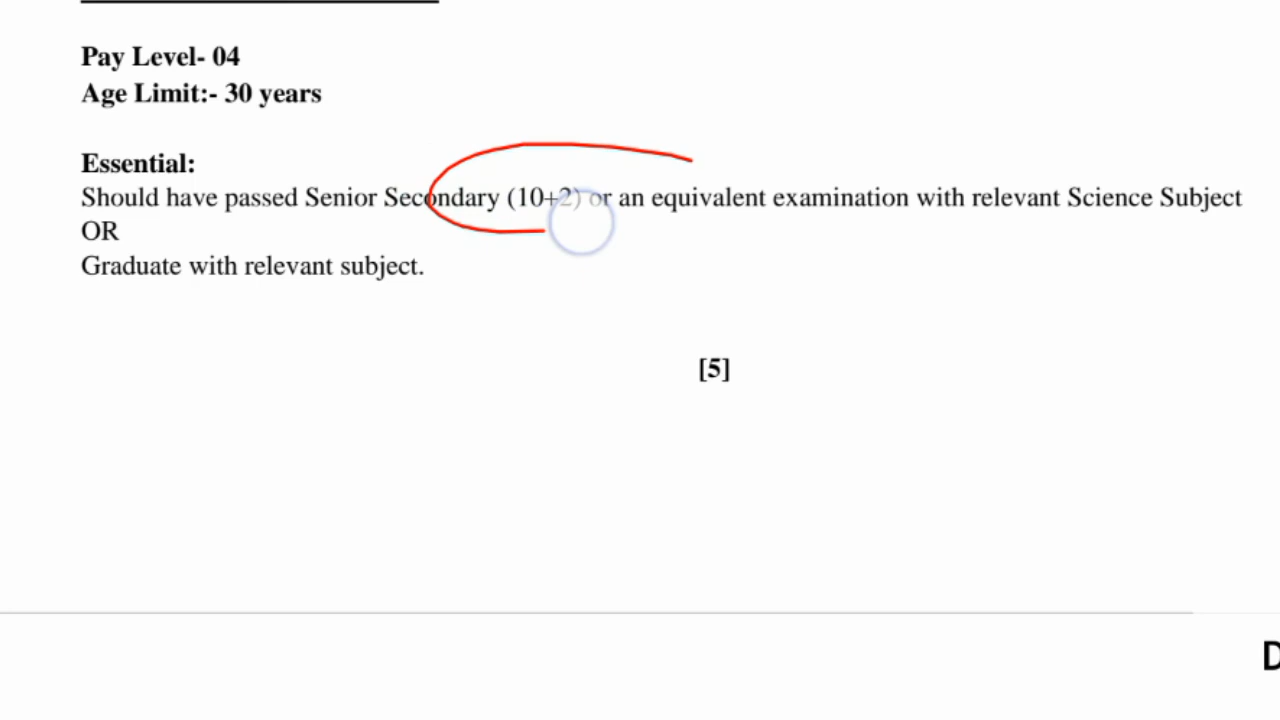 Pay Level- 04
Age Limit:- 30 years
Essential:
Should have passed Senior Secondary (10+2) or an equivalent examination with relevant Science Subject
OR
Graduate with relevant subject.
[5]
D